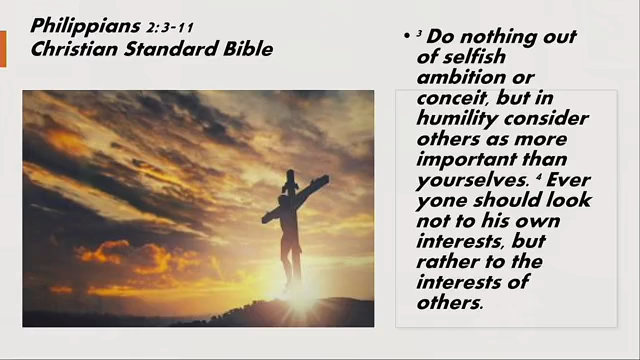 Philippians 2:3-11
Christian Standard Bible
• ³ Do nothing out
of selfish
ambition or
conceit, but in
humility consider
others as more
important than
yourselves. ⁴ Ever
yone should look
not to his own
interests, but
rather to the
interests of
others.